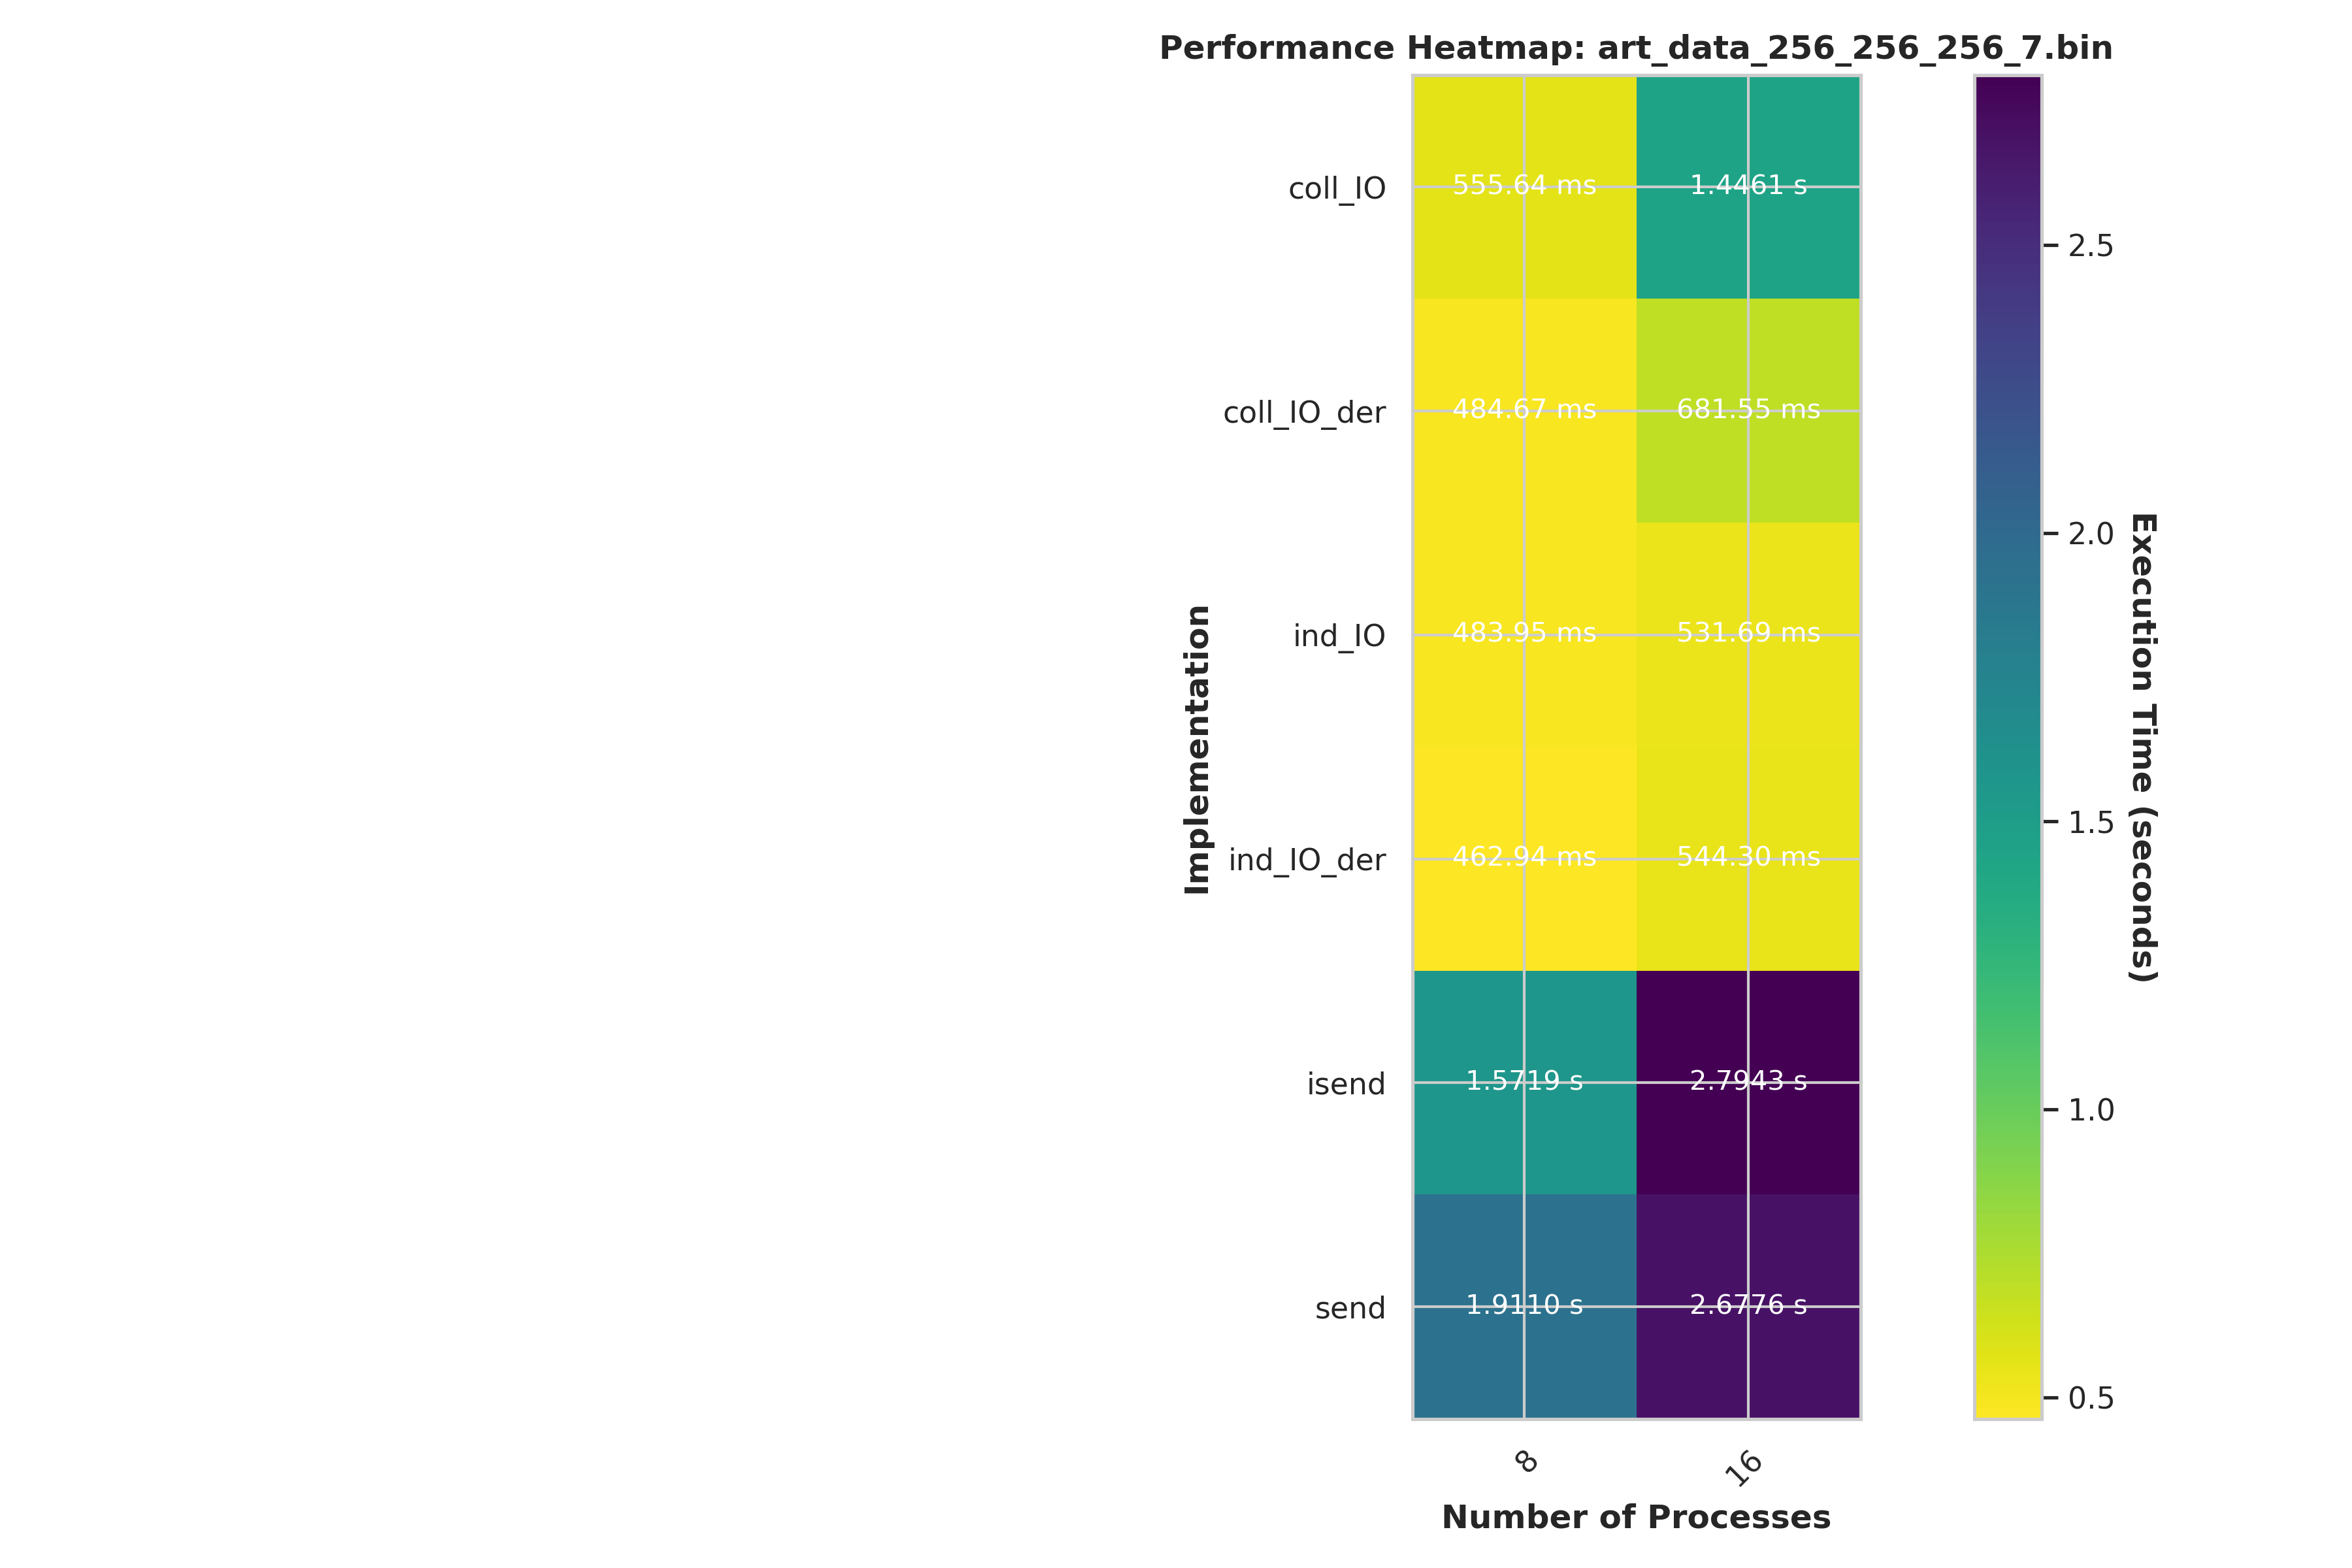 Performance Heatmap: art_data_256_256_256_7.bin
coll_IO 555.64 ms 1.4461 s
coll_IO_der 484.67 ms 681.55 ms
ind_IO 483.95 ms 531.69 ms
ind_IO_der 462.94 ms 544.30 ms
isend 1.5719 s 2.7943 s
send 1.9110 s 2.6776 s
8 16
Number of Processes
Implementation
2.5
2.0
1.5
1.0
0.5
Execution Time (seconds)